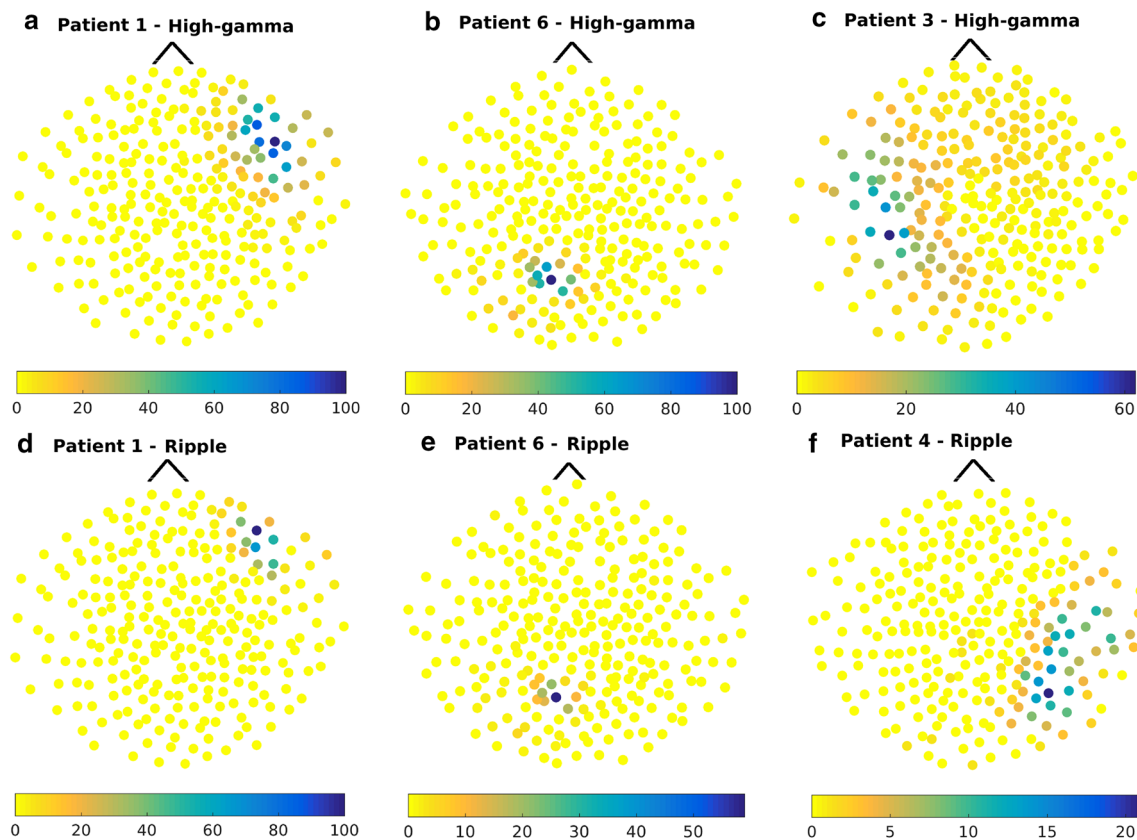 a Patient 1 - High-gamma
b Patient 6 - High-gamma
c Patient 3 - High-gamma
0 20 40 60 80 100
0 20 40 60 80 100
0 20 40 60
d Patient 1 - Ripple
e Patient 6 - Ripple
f Patient 4 - Ripple
0 20 40 60 80 100
0 10 20 30 40 50
0 5 10 15 20